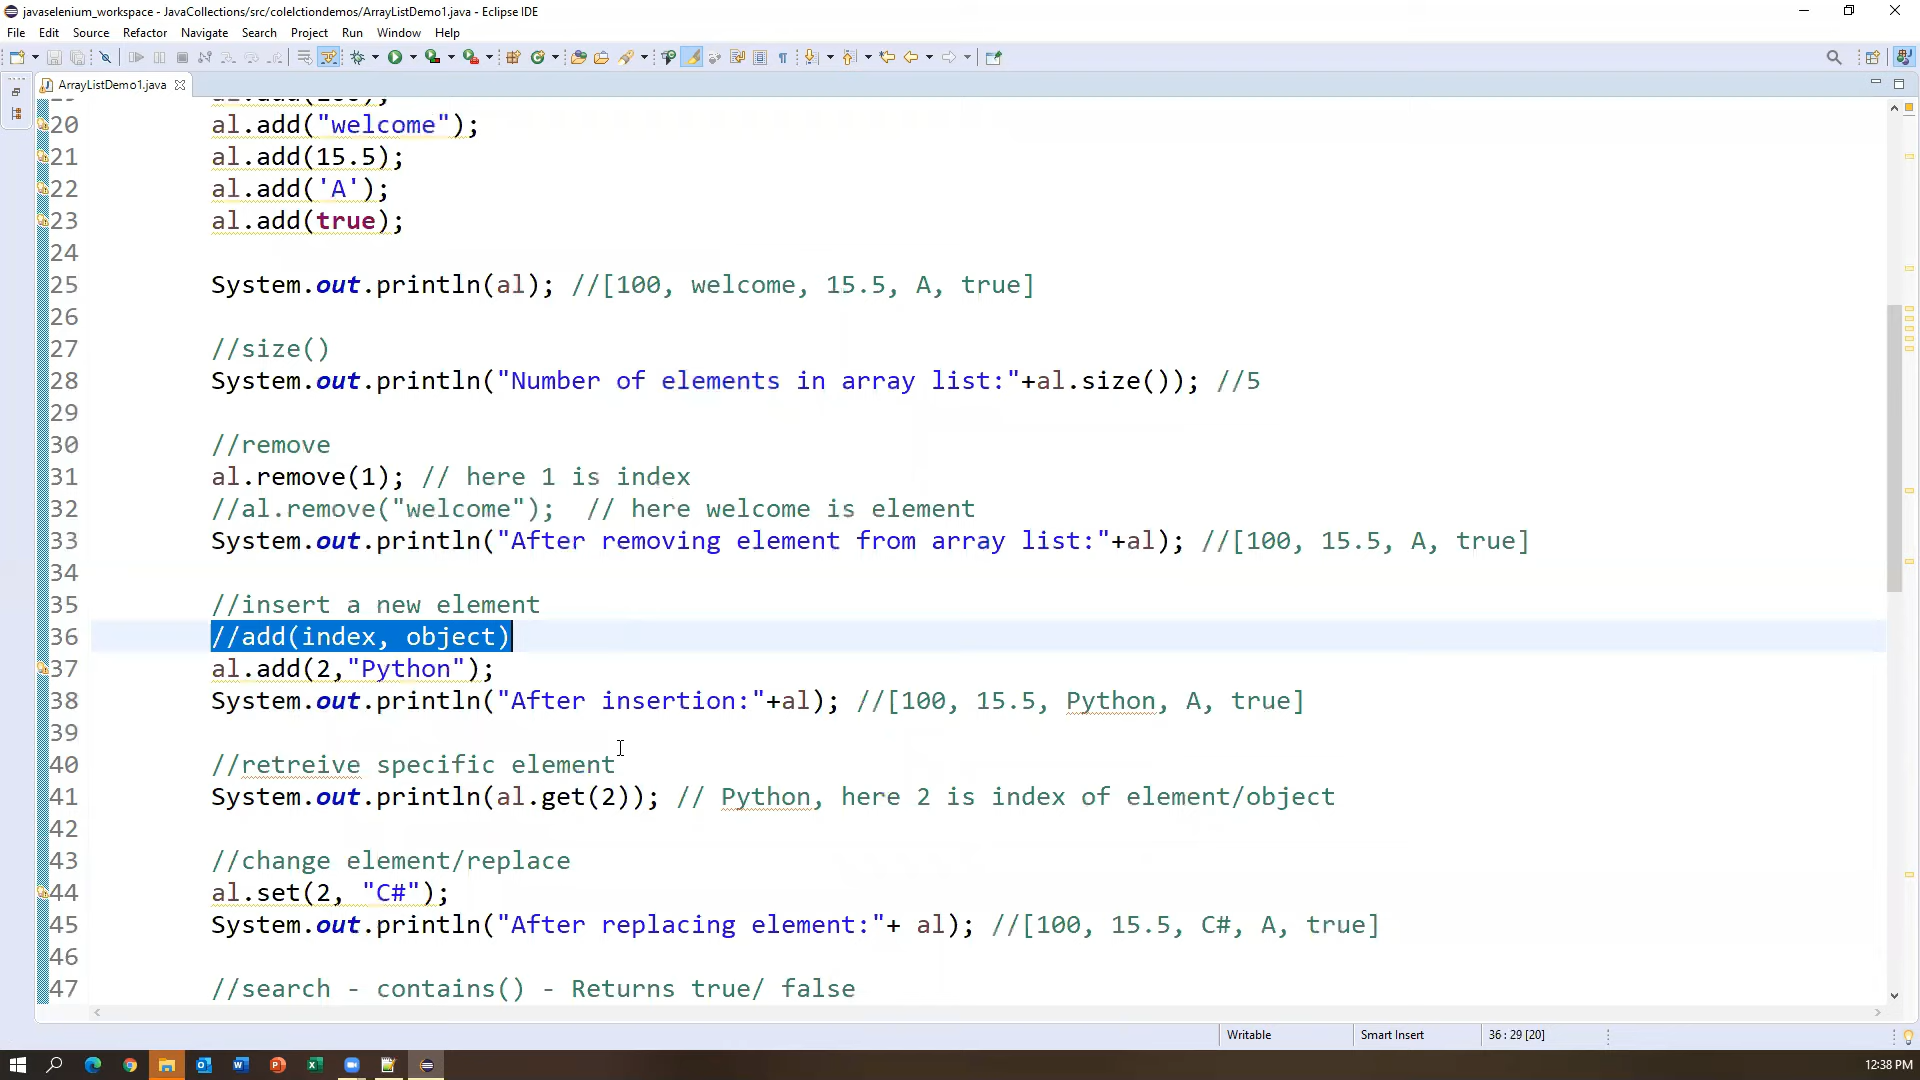 javaselenium_workspace - JavaCollections/src/colelctiondemos/ArrayListDemo1.java - Eclipse IDE
File Edit Source Refactor Navigate Search Project Run Window Help
ArrayListDemo1.java
20 al.add("welcome");
21 al.add(15.5);
22 al.add('A');
23 al.add(true);
24
25 System.out.println(al); //[100, welcome, 15.5, A, true]
26
27 //size()
28 System.out.println("Number of elements in array list:"+al.size()); //5
29
30 //remove
31 al.remove(1); // here 1 is index
32 //al.remove("welcome");  // here welcome is element
33 System.out.println("After removing element from array list:"+al); //[100, 15.5, A, true]
34
35 //insert a new element
36 //add(index, object)
37 al.add(2,"Python");
38 System.out.println("After insertion:"+al); //[100, 15.5, Python, A, true]
39
40 //retreive specific element
41 System.out.println(al.get(2)); // Python, here 2 is index of element/object
42
43 //change element/replace
44 al.set(2, "C#");
45 System.out.println("After replacing element:"+ al); //[100, 15.5, C#, A, true]
46
47 //search - contains() - Returns true/ false
Writable Smart Insert 36 : 29 [20]
12:38 PM